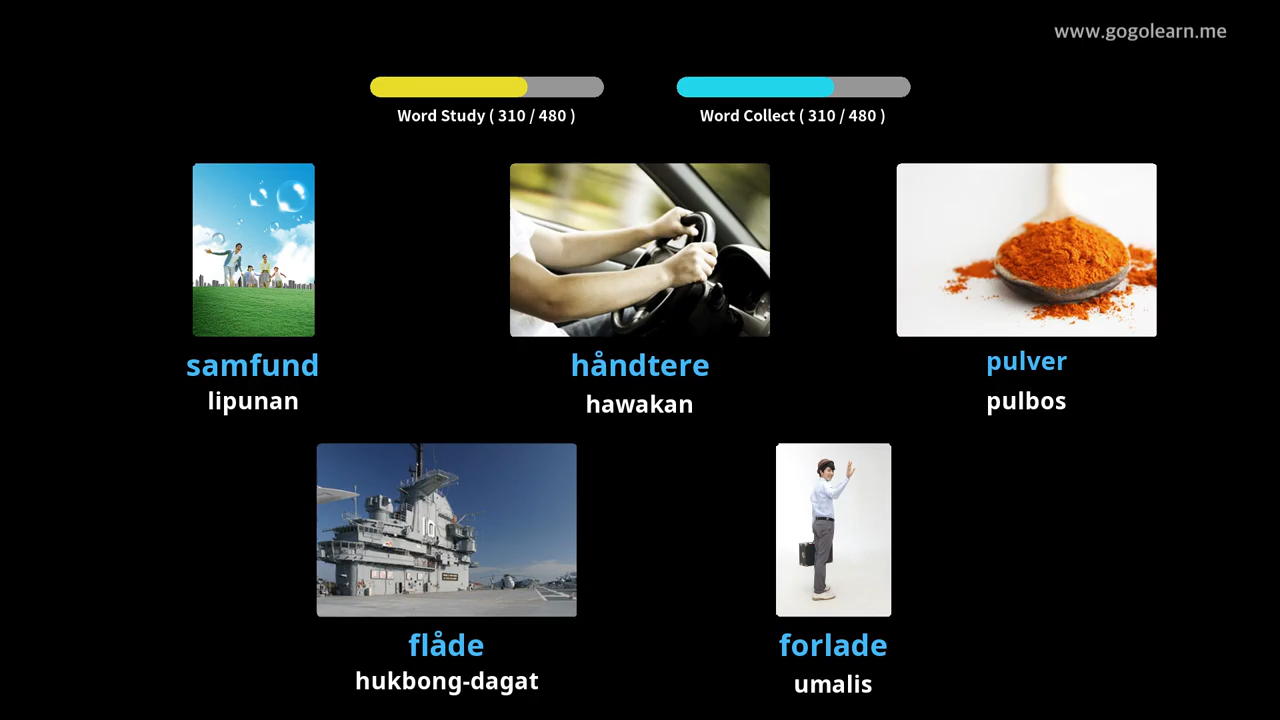 www.gogolearn.me
Word Study ( 310 / 480 )
Word Collect ( 310 / 480 )
samfund
lipunan
håndtere
hawakan
pulver
pulbos
10
flåde
hukbong-dagat
forlade
umalis